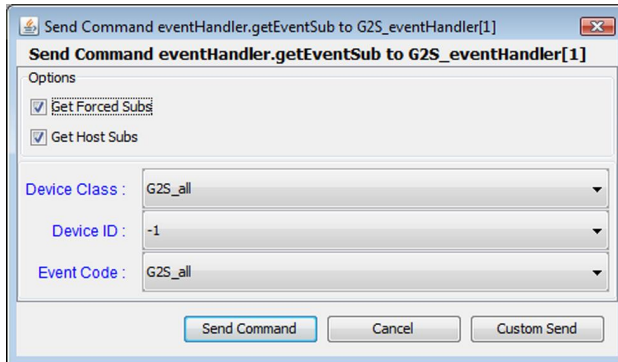 Send Command eventHandler.getEventSub to G2S_eventHandler[1]
Send Command eventHandler.getEventSub to G2S_eventHandler[1]
Options
Get Forced Subs
Get Host Subs
Device Class : G2S_all
Device ID : -1
Event Code : G2S_all
Send Command Cancel Custom Send